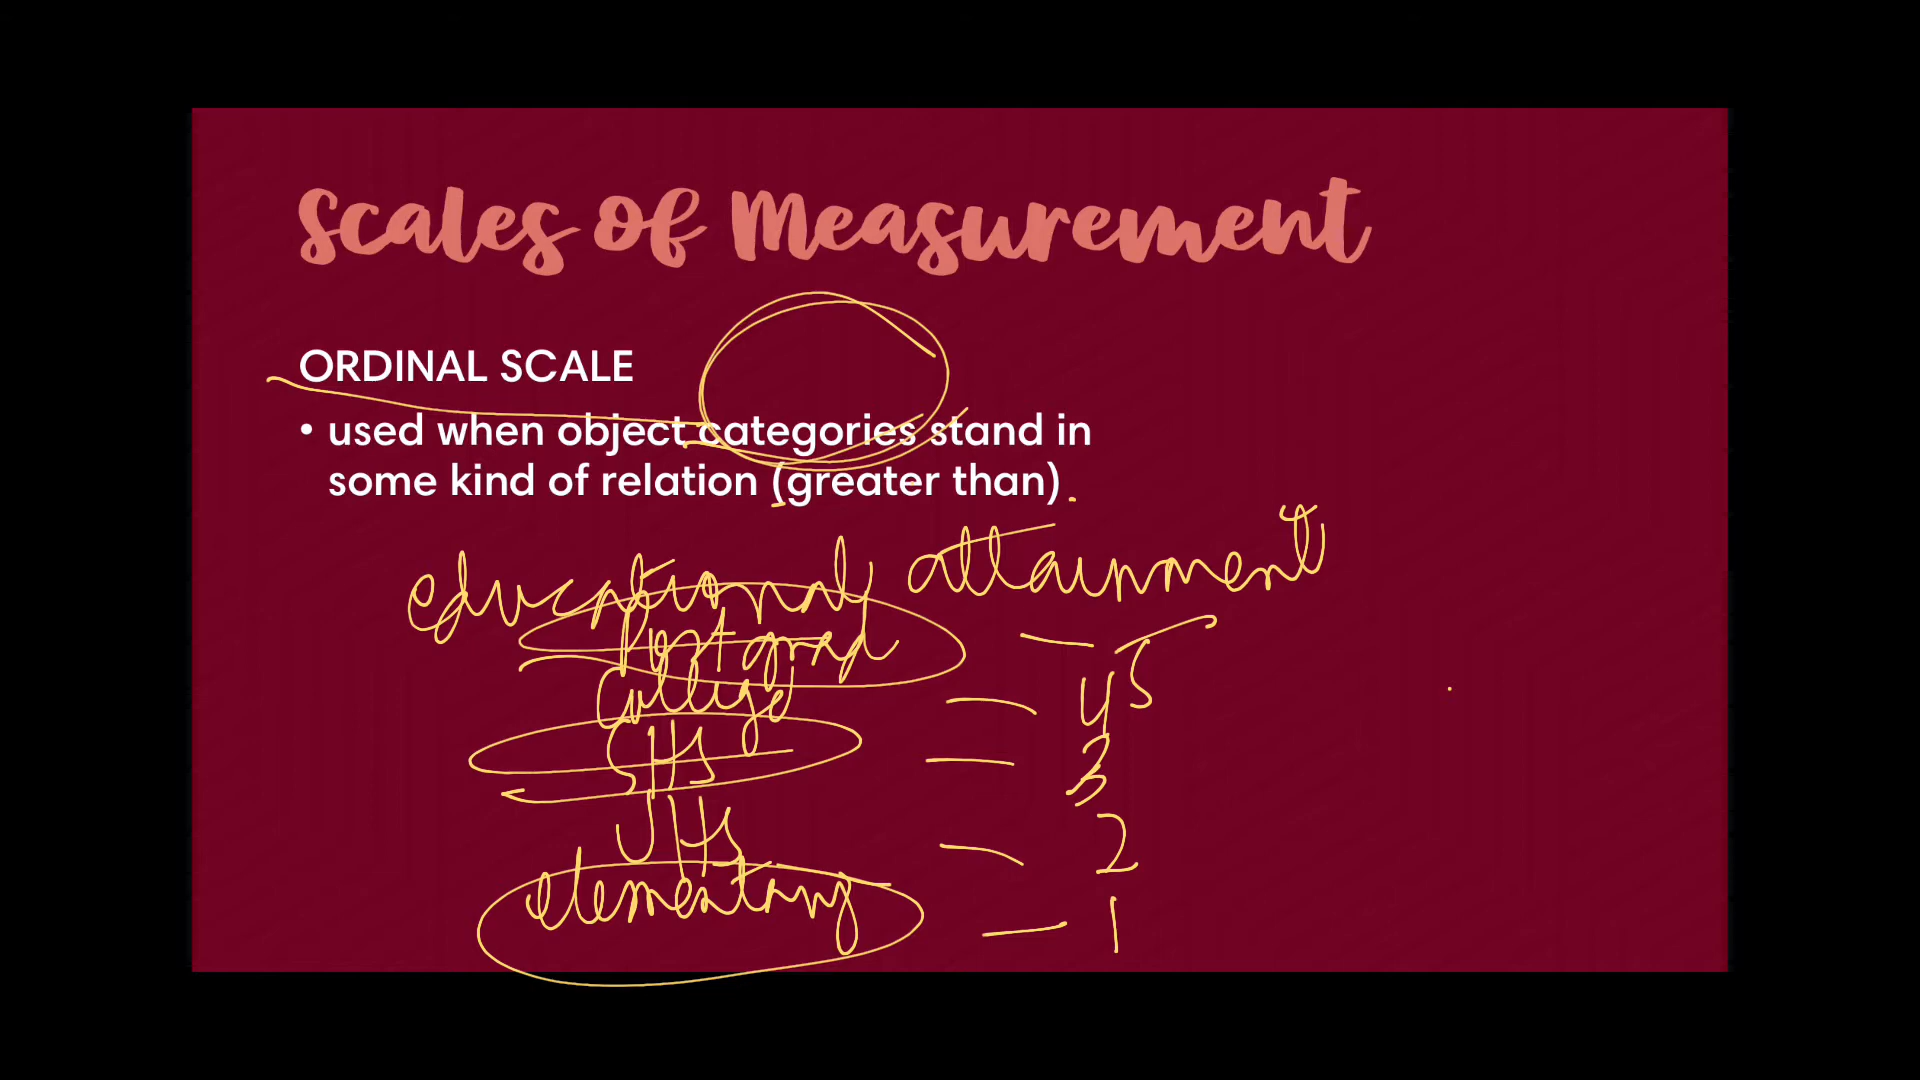 Scales of Measurement
ORDINAL SCALE
• used when object categories stand in
some kind of relation (greater than)
educational attainment
Postgrad — 5
College — 4
SHS — 3
JHS — 2
elementary — 1